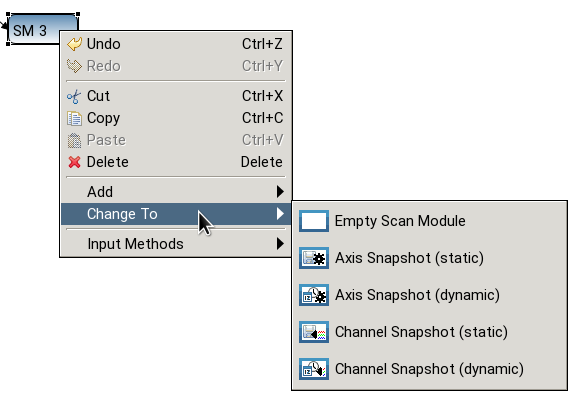 SM 3
Undo Ctrl+Z
Redo Ctrl+Y
Cut Ctrl+X
Copy Ctrl+C
Paste Ctrl+V
Delete Delete
Add
Change To
Input Methods
Empty Scan Module
Axis Snapshot (static)
Axis Snapshot (dynamic)
Channel Snapshot (static)
Channel Snapshot (dynamic)